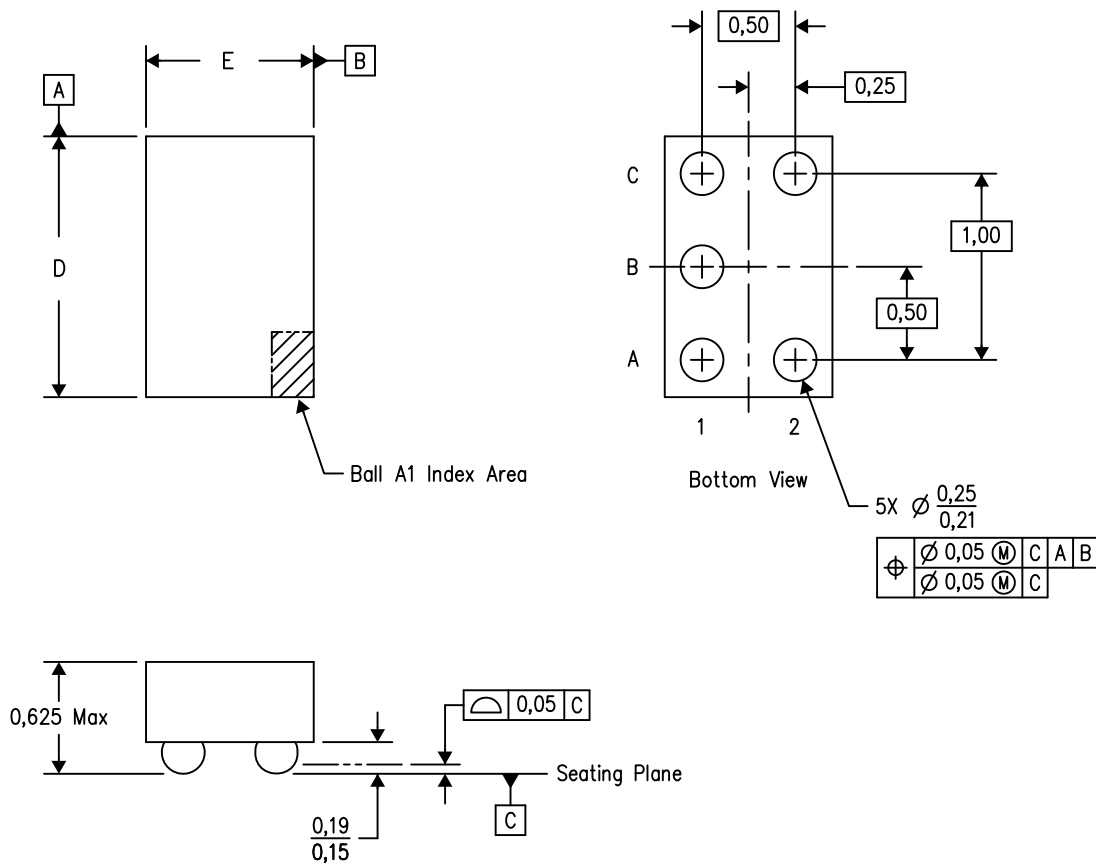 0,50
E
B
A
0,25
C
D
1,00
B
0,50
A
1
2
Ball A1 Index Area
Bottom View
5X Ø 0,25
0,21
Ø 0,05 Ⓜ C A B
Ø 0,05 Ⓜ C
0,05 C
0,625 Max
Seating Plane
C
0,19
0,15